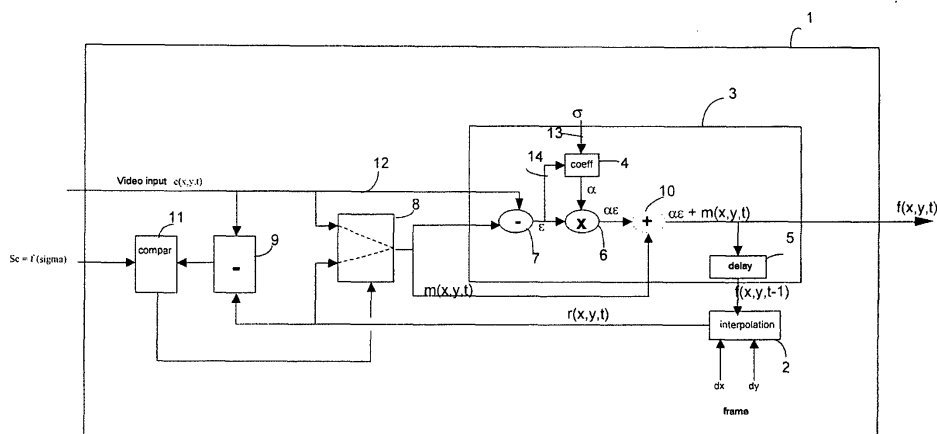 1
3
σ
13
14
coeff
4
12
Video input e(x,y,t)
α
10
11
8
αε
αε + m(x,y,t)
f(x,y,t)
compar
9
-
-
ε
X
+
7
6
5
Sc = f (sigma)
delay
m(x,y,t)
f(x,y,t-1)
r(x,y,t)
interpolation
2
dx
dy
frame